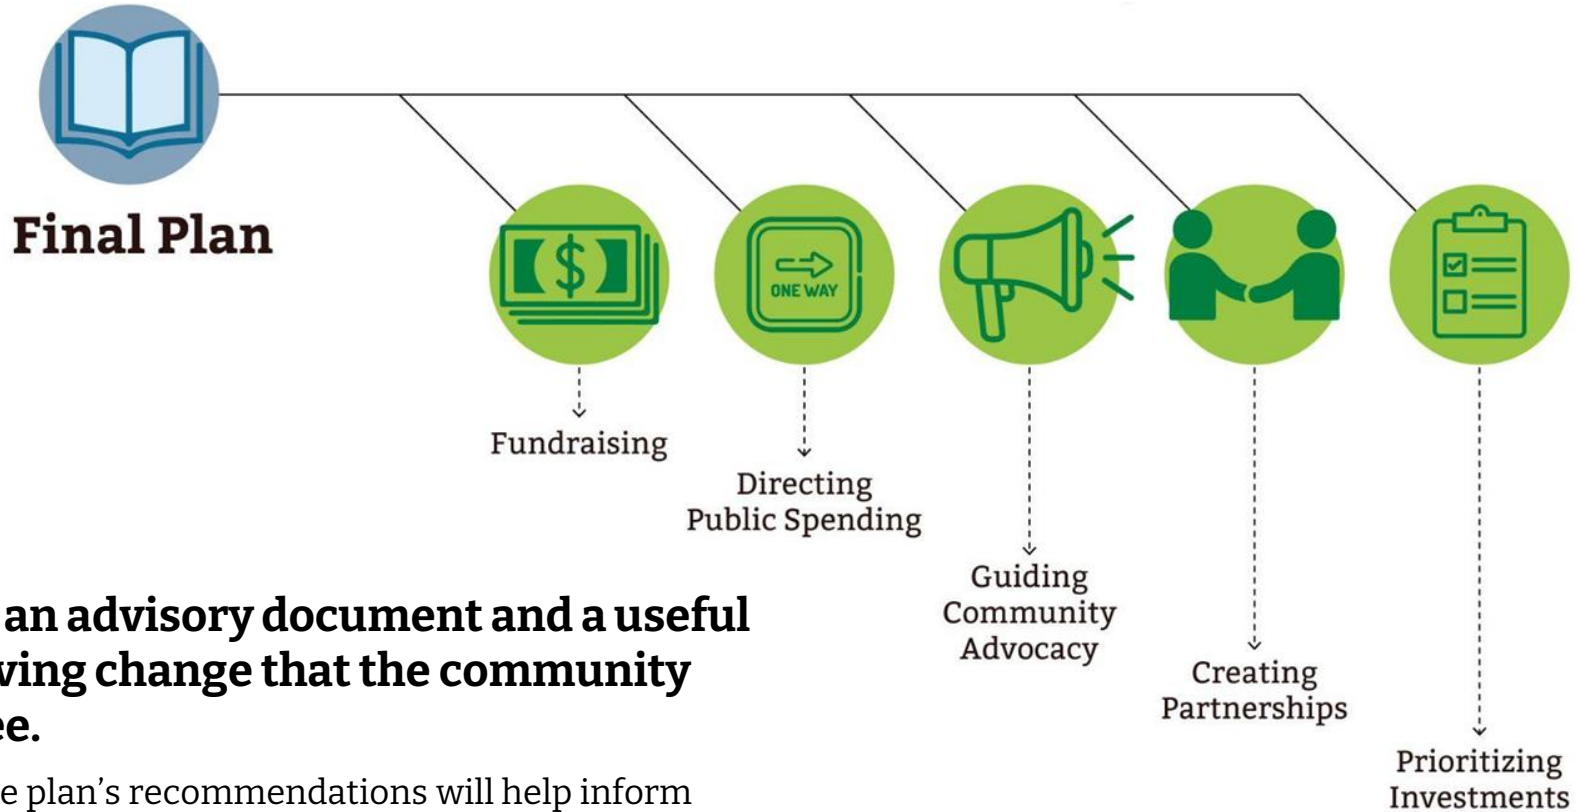 Final Plan
$
ONE WAY
Fundraising
Directing
Public Spending
Guiding
Community
Advocacy
Creating
Partnerships
Prioritizing
Investments
an advisory document and a useful
ving change that the community
ee.
e plan's recommendations will help inform